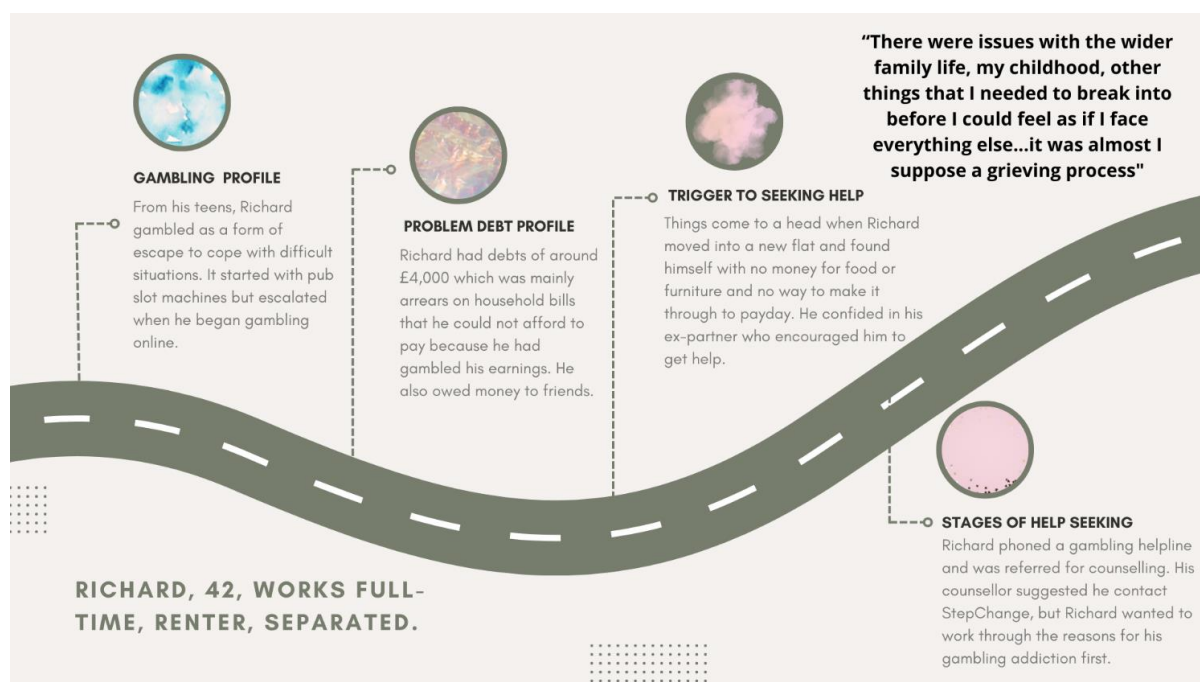 “There were issues with the wider
family life, my childhood, other
things that I needed to break into
before I could feel as if I face
everything else...it was almost I
suppose a grieving process"
GAMBLING PROFILE
From his teens, Richard
gambled as a form of
escape to cope with difficult
situations. It started with pub
slot machines but escalated
when he began gambling
online.
PROBLEM DEBT PROFILE
Richard had debts of around
£4,000 which was mainly
arrears on household bills
that he could not afford to
pay because he had
gambled his earnings. He
also owed money to friends.
TRIGGER TO SEEKING HELP
Things come to a head when Richard
moved into a new flat and found
himself with no money for food or
furniture and no way to make it
through to payday. He confided in his
ex-partner who encouraged him to
get help.
STAGES OF HELP SEEKING
Richard phoned a gambling helpline
and was referred for counselling. His
counsellor suggested he contact
StepChange, but Richard wanted to
work through the reasons for his
gambling addiction first.
RICHARD, 42, WORKS FULL-
TIME, RENTER, SEPARATED.